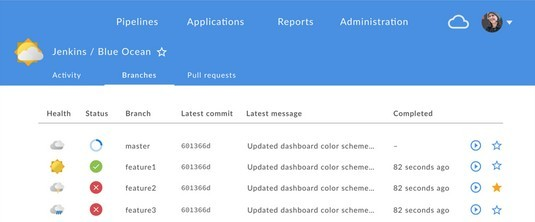 Pipelines Applications Reports Administration
Jenkins / Blue Ocean
Activity Branches Pull requests
Health Status Branch Latest commit Latest message Completed
master 601366d Updated dashboard color scheme... –
feature1 601366d Updated dashboard color scheme... 82 seconds ago
feature2 601366d Updated dashboard color scheme... 82 seconds ago
feature3 601366d Updated dashboard color scheme... 82 seconds ago